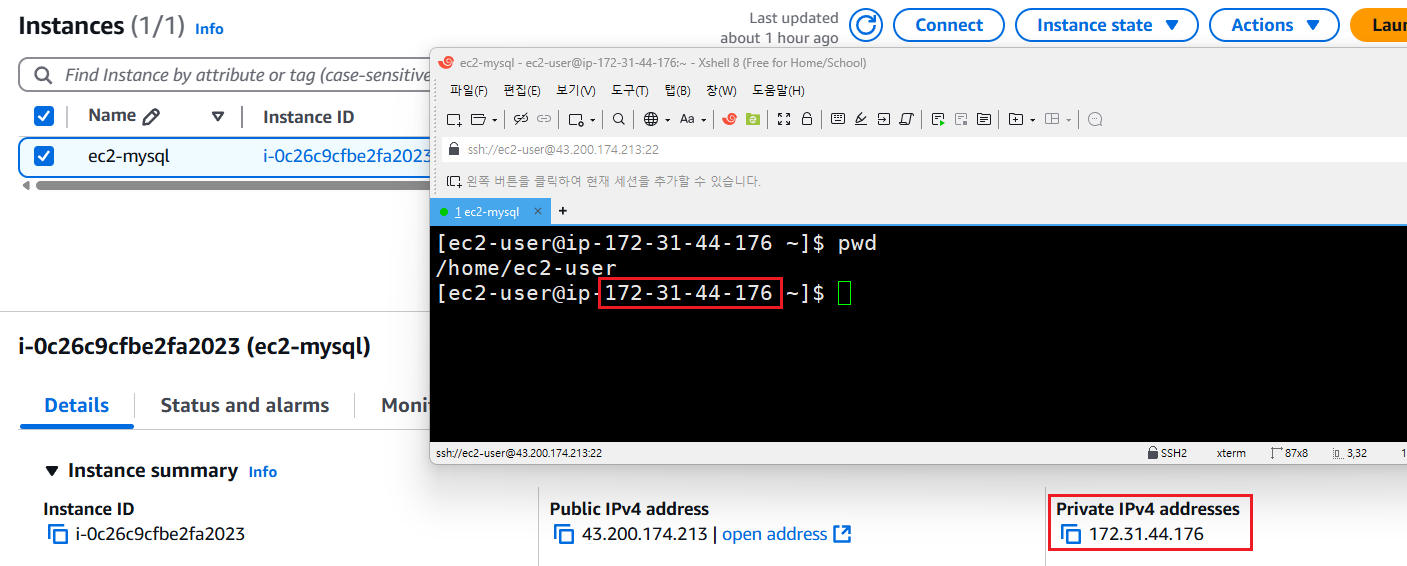 Instances (1/1) Info
Last updated
about 1 hour ago
Connect
Instance state
Actions
Find Instance by attribute or tag (case-sensitive
Name
Instance ID
ec2-mysql
i-0c26c9cfbe2fa2023
ec2-mysql - ec2-user@ip-172-31-44-176:~ - Xshell 8 (Free for Home/School)
파일(F) 편집(E) 보기(V) 도구(T) 탭(B) 창(W) 도움말(H)
Aa
ssh://ec2-user@43.200.174.213:22
왼쪽 버튼을 클릭하여 현재 세션을 추가할 수 있습니다.
1 ec2-mysql × +
[ec2-user@ip-172-31-44-176 ~]$ pwd
/home/ec2-user
[ec2-user@ip-172-31-44-176 ~]$
ssh://ec2-user@43.200.174.213:22
SSH2 xterm 87x8 3,32
i-0c26c9cfbe2fa2023 (ec2-mysql)
Details
Status and alarms
Instance summary Info
Instance ID
i-0c26c9cfbe2fa2023
Public IPv4 address
43.200.174.213 | open address
Private IPv4 addresses
172.31.44.176